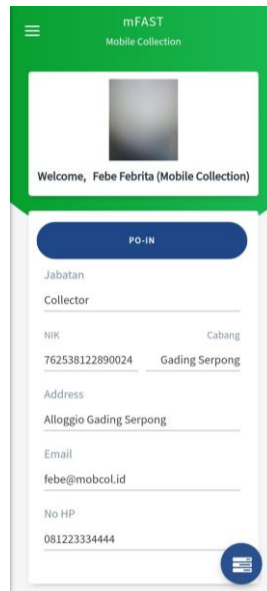 mFAST
Mobile Collection
Welcome, Febe Febrita (Mobile Collection)
PO-IN
Jabatan
Collector
NIK Cabang
762538122890024 Gading Serpong
Address
Alloggio Gading Serpong
Email
febe@mobcol.id
No HP
081223334444